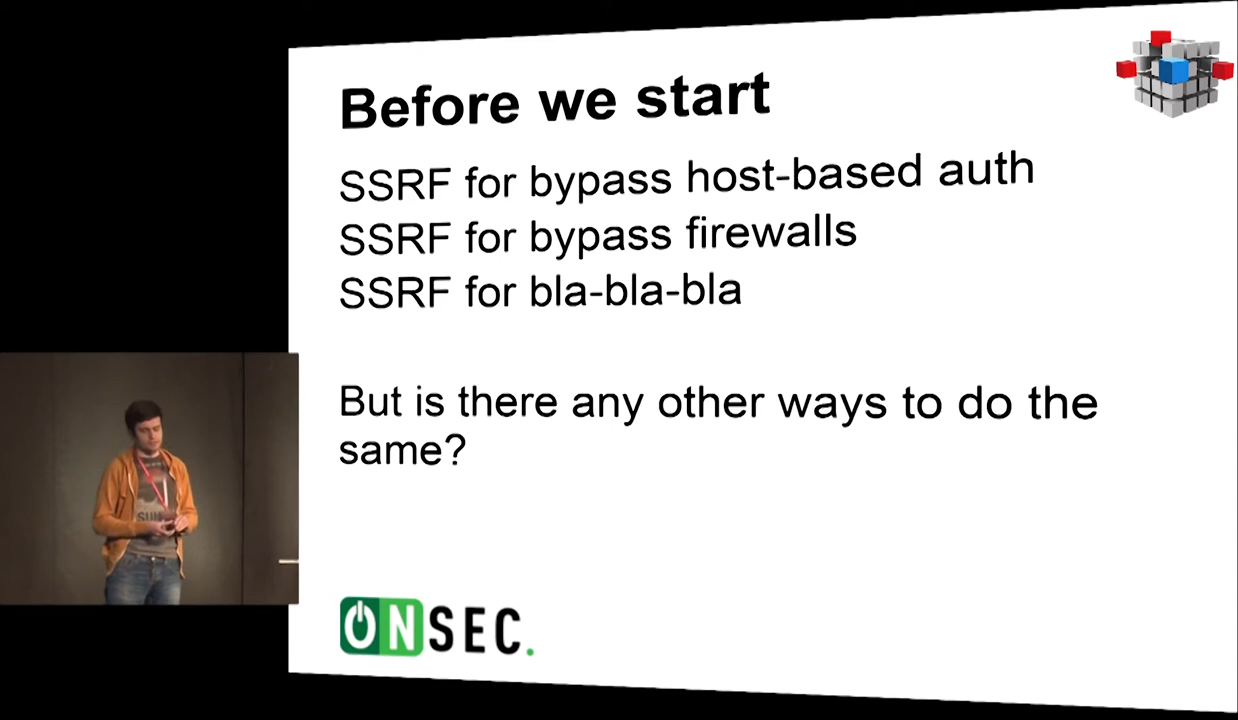 Before we start
SSRF for bypass host-based auth
SSRF for bypass firewalls
SSRF for bla-bla-bla
But is there any other ways to do the
same?
ONSEC.